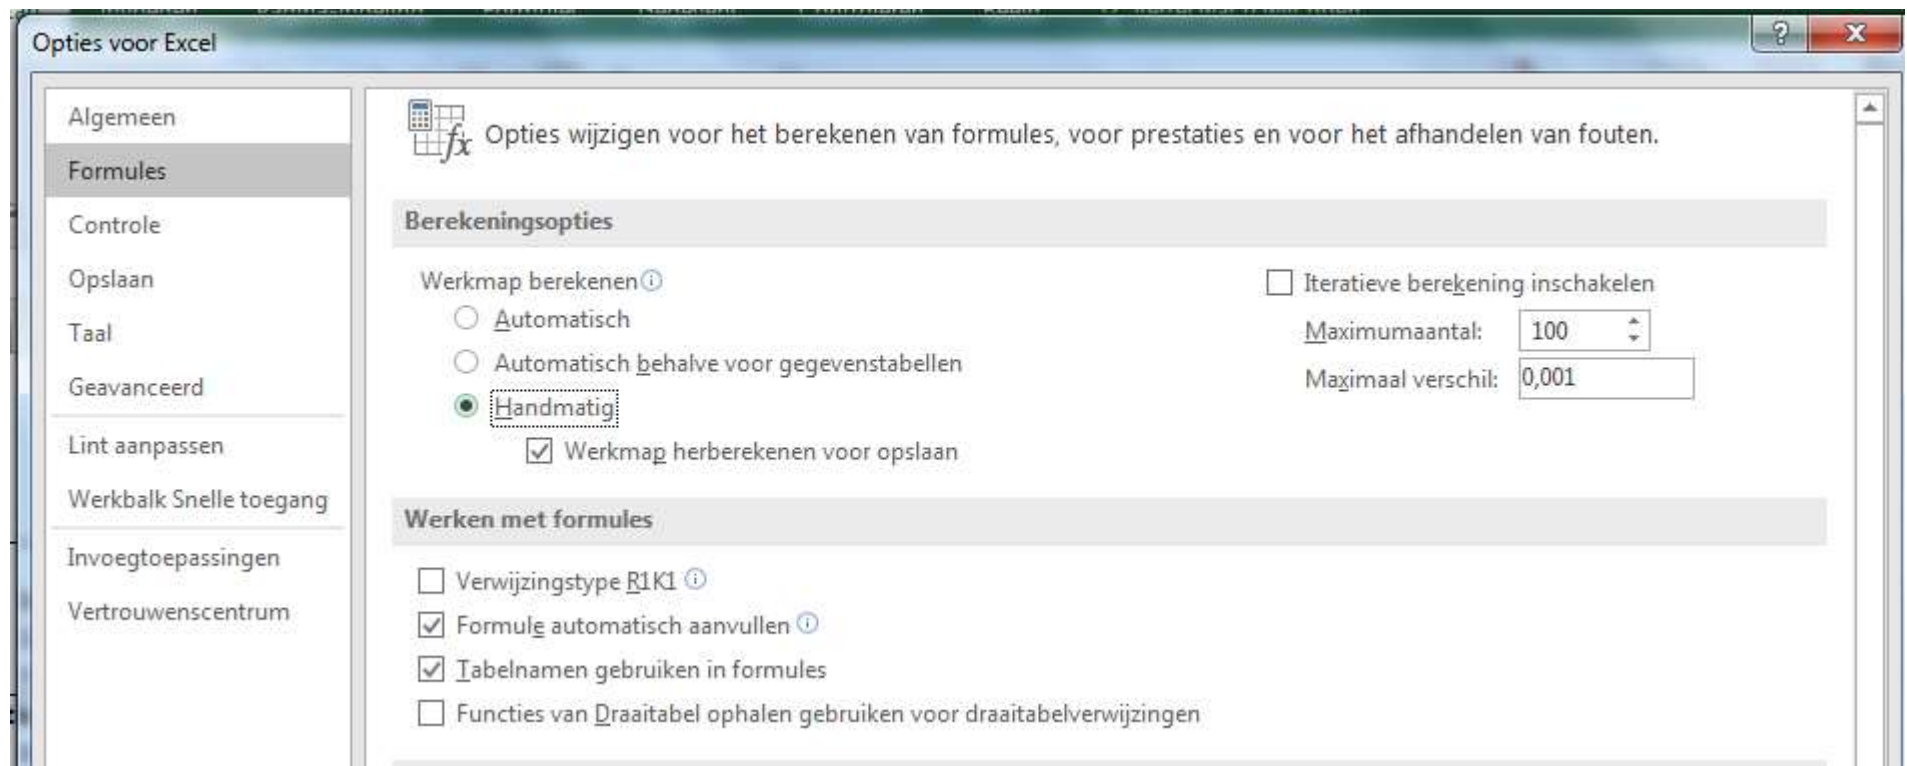 Opties voor Excel
Algemeen
Formules
Controle
Opslaan
Taal
Geavanceerd
Lint aanpassen
Werkbalk Snelle toegang
Invoegtoepassingen
Vertrouwenscentrum
Opties wijzigen voor het berekenen van formules, voor prestaties en voor het afhandelen van fouten.
Berekeningsopties
Werkmap berekenen
Automatisch
Automatisch behalve voor gegevenstabellen
Handmatig
Werkmap herberekenen voor opslaan
Iteratieve berekening inschakelen
Maximumaantal: 100
Maximaal verschil: 0,001
Werken met formules
Verwijzingstype R1K1
Formule automatisch aanvullen
Tabelnamen gebruiken in formules
Functies van Draaitabel ophalen gebruiken voor draaitabelverwijzingen